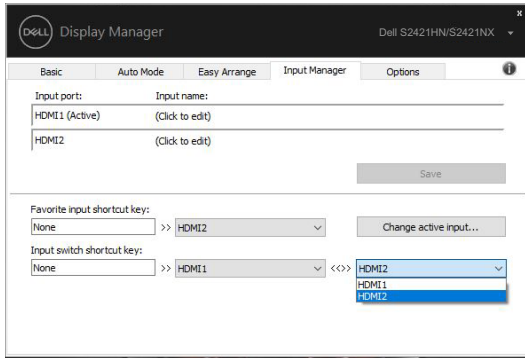 DELL Display Manager Dell S2421HN/S2421NX
Basic Auto Mode Easy Arrange Input Manager Options
Input port: Input name:
HDMI1 (Active) (Click to edit)
HDMI2 (Click to edit)
Save
Favorite input shortcut key:
None >> HDMI2 Change active input...
Input switch shortcut key:
None >> HDMI1 <<>> HDMI2
HDMI1
HDMI2